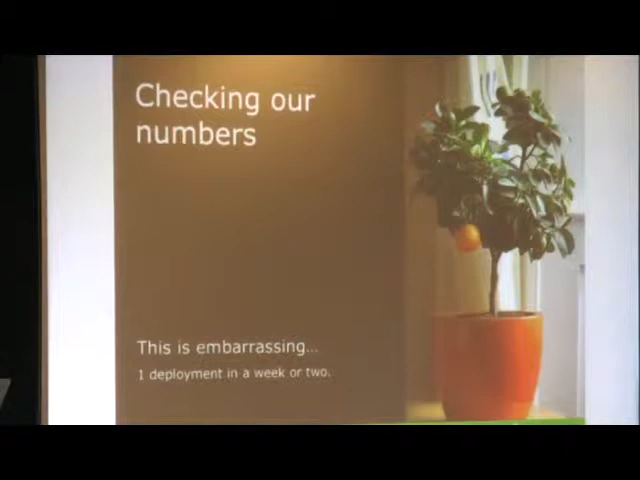 Checking our
numbers
This is embarrassing...
1 deployment in a week or two.